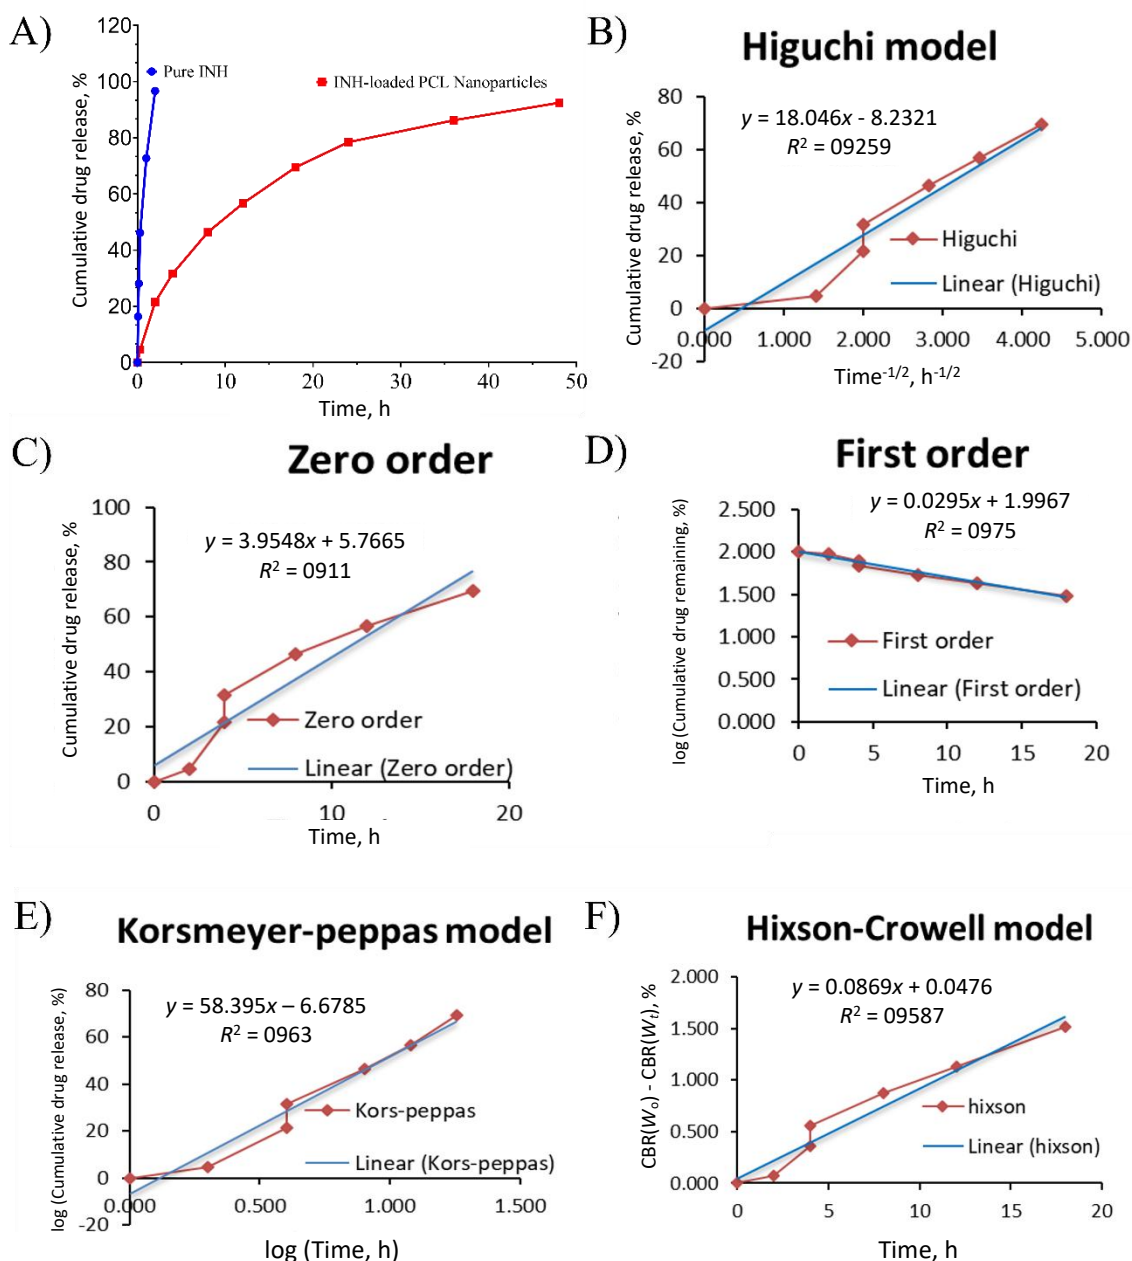 A)
120
100
80
60
40
20
0
Cumulative drug release, %
Pure INH
INH-loaded PCL Nanoparticles
0 10 20 30 40 50
Time, h
B)
Higuchi model
y = 18.046x - 8.2321
R² = 09259
80
60
40
20
0
-20
Cumulative drug release, %
Higuchi
Linear (Higuchi)
0.000 1.000 2.000 3.000 4.000 5.000
Time-1/2, h-1/2
C)
Zero order
y = 3.9548x + 5.7665
R² = 0911
100
80
60
40
20
0
Cumulative drug release, %
Zero order
Linear (Zero order)
0 10 20
Time, h
D)
First order
y = 0.0295x + 1.9967
R² = 0975
2.500
2.000
1.500
1.000
0.500
0.000
log (Cumulative drug remaining, %)
First order
Linear (First order)
0 5 10 15 20
Time, h
E)
Korsmeyer-peppas model
y = 58.395x – 6.6785
R² = 0963
80
60
40
20
0
-20
log (Cumulative drug release, %)
Kors-peppas
Linear (Kors-peppas)
0.000 0.500 1.000 1.500
log (Time, h)
F)
Hixson-Crowell model
y = 0.0869x + 0.0476
R² = 09587
2.000
1.500
1.000
0.500
0.000
CBR(Wo) - CBR(Wt), %
hixson
Linear (hixson)
0 5 10 15 20
Time, h